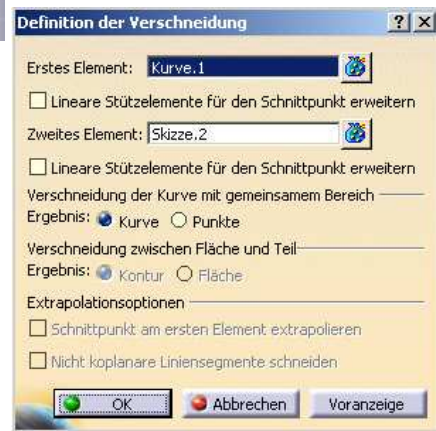 Definition der Verschneidung
Erstes Element: Kurve.1
Lineare Stützelemente für den Schnittpunkt erweitern
Zweites Element: Skizze.2
Lineare Stützelemente für den Schnittpunkt erweitern
Verschneidung der Kurve mit gemeinsamem Bereich
Ergebnis: Kurve Punkte
Verschneidung zwischen Fläche und Teil
Ergebnis: Kontur Fläche
Extrapolationsoptionen
Schnittpunkt am ersten Element extrapolieren
Nicht koplanare Liniensegmente schneiden
OK Abbrechen Voranzeige